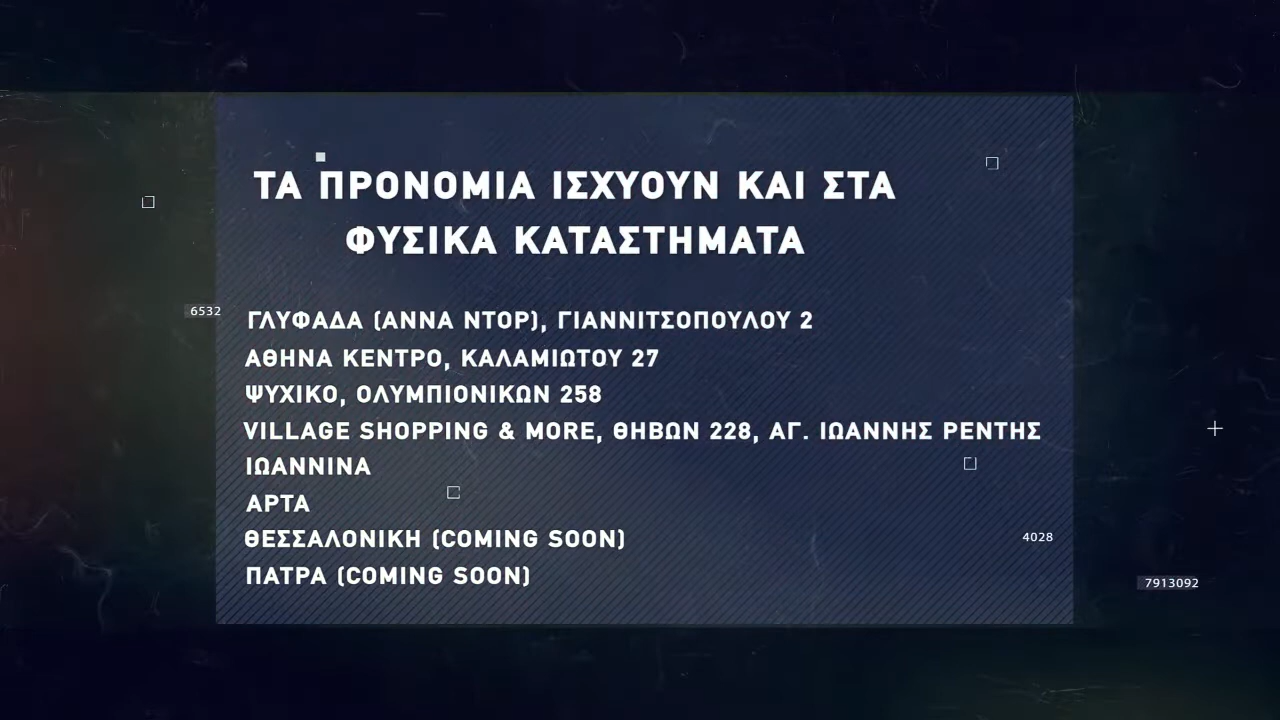 ΤΑ ΠΡΟΝΟΜΙΑ ΙΣΧΥΟΥΝ ΚΑΙ ΣΤΑ
ΦΥΣΙΚΑ ΚΑΤΑΣΤΗΜΑΤΑ
6532
ΓΛΥΦΑΔΑ (ΑΝΝΑ ΝΤΟΡ), ΓΙΑΝΝΙΤΣΟΠΟΥΛΟΥ 2
ΑΘΗΝΑ ΚΕΝΤΡΟ, ΚΑΛΑΜΙΩΤΟΥ 27
ΨΥΧΙΚΟ, ΟΛΥΜΠΙΟΝΙΚΩΝ 258
VILLAGE SHOPPING & MORE, ΘΗΒΩΝ 228, ΑΓ. ΙΩΑΝΝΗΣ ΡΕΝΤΗΣ
ΙΩΑΝΝΙΝΑ
ΑΡΤΑ
ΘΕΣΣΑΛΟΝΙΚΗ (COMING SOON)
4028
ΠΑΤΡΑ (COMING SOON)
7913092